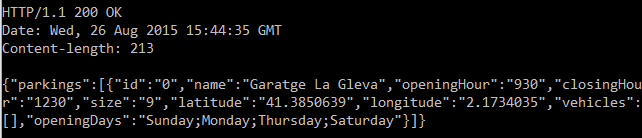 HTTP/1.1 200 OK
Date: Wed, 26 Aug 2015 15:44:35 GMT
Content-length: 213

{"parkings":[{"id":"0","name":"Garatge La Gleva","openingHour":"930","closingHou
r":"1230","size":"9","latitude":"41.3850639","longitude":"2.1734035","vehicles":
[],"openingDays":"Sunday;Monday;Thursday;Saturday"}]}